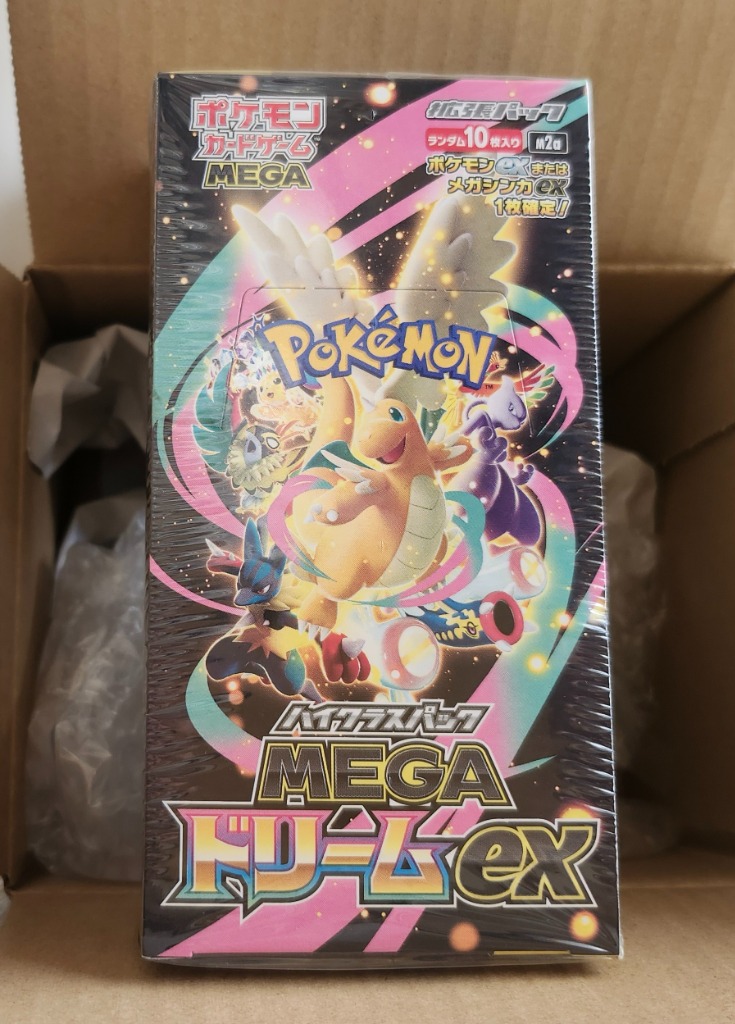 ポケモン
カードゲーム
MEGA
拡張パック
ランダム10枚入り
M2a
ポケモンexまたは
メガシンカex
1枚確定!
POKéMON
TM
ハイクラスパック
MEGA
ドリームex